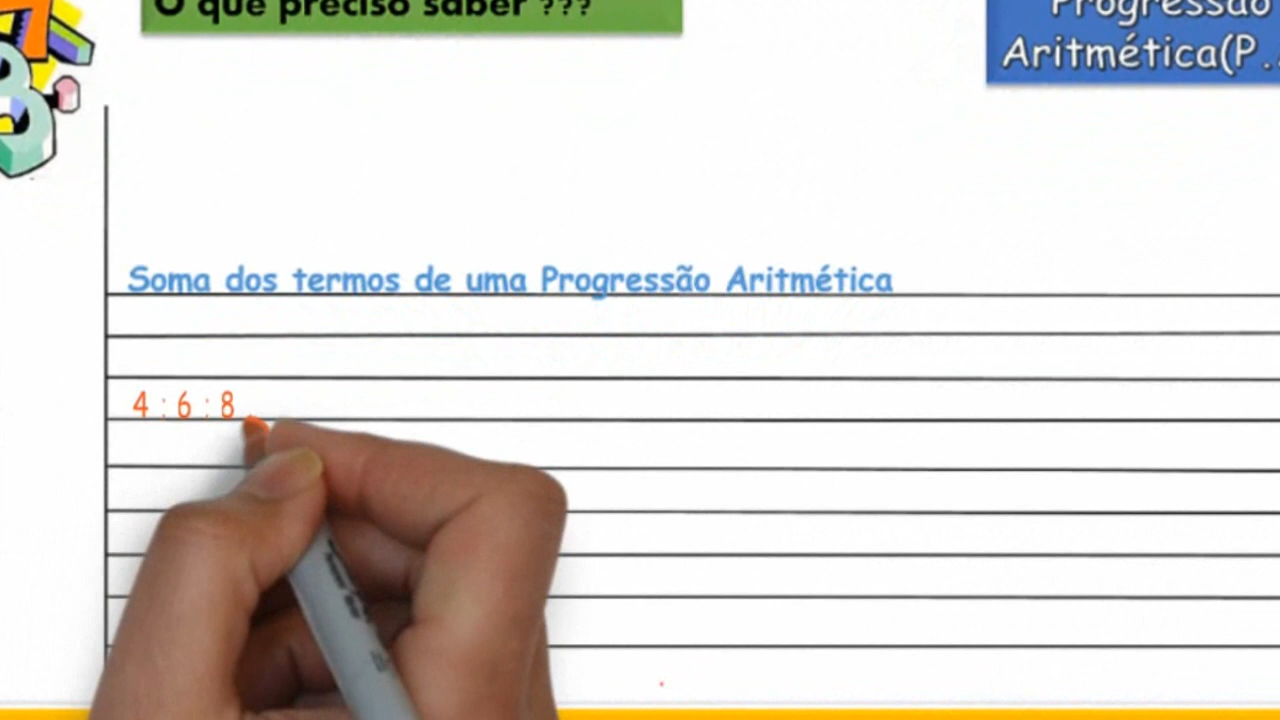 O que preciso saber ???
Progressão
Aritmética(P.
Soma dos termos de uma Progressão Aritmética
4 : 6 : 8